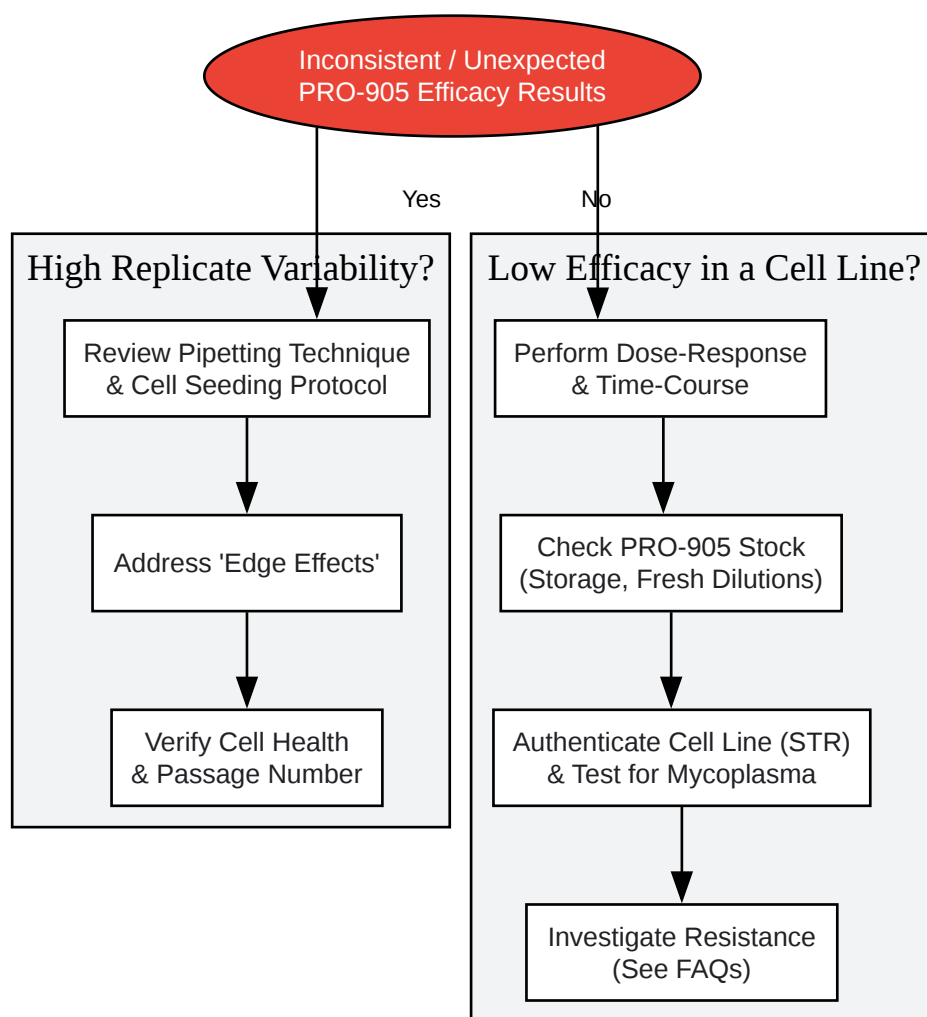 Inconsistent / Unexpected
PRO-905 Efficacy Results
Yes
No
High Replicate Variability?
Review Pipetting Technique
& Cell Seeding Protocol
Address 'Edge Effects'
Verify Cell Health
& Passage Number
Low Efficacy in a Cell Line?
Perform Dose-Response
& Time-Course
Check PRO-905 Stock
(Storage, Fresh Dilutions)
Authenticate Cell Line (STR)
& Test for Mycoplasma
Investigate Resistance
(See FAQs)